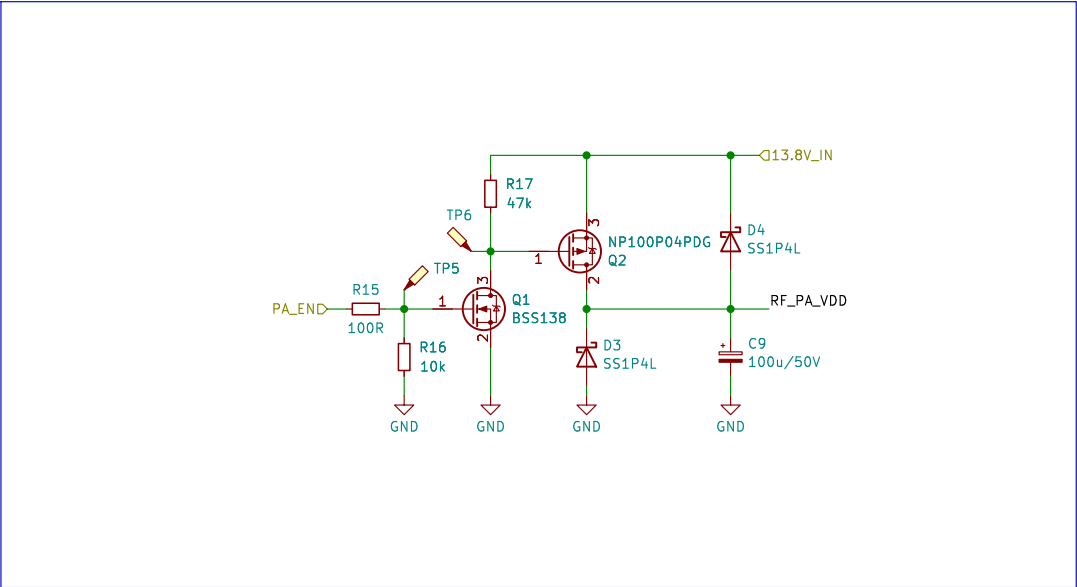 13.8V_IN
R17
47k
TP6
3
D4
SS1P4L
NP100P04PDG
Q2
1
TP5
3
2
R15
PA_EN
100R
1
Q1
BSS138
RF_PA_VDD
2
R16
10k
D3
SS1P4L
+
C9
100u/50V
GND
GND
GND
GND